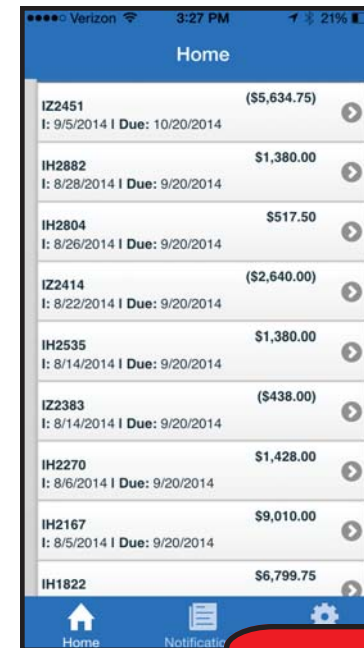 Verizon 3:27 PM 21%
Home
IZ2451 ($5,634.75)
I: 9/5/2014 I Due: 10/20/2014
IH2882 $1,380.00
I: 8/28/2014 I Due: 9/20/2014
IH2804 $517.50
I: 8/26/2014 I Due: 9/20/2014
IZ2414 ($2,640.00)
I: 8/22/2014 I Due: 9/20/2014
IH2535 $1,380.00
I: 8/14/2014 I Due: 9/20/2014
IZ2383 ($438.00)
I: 8/14/2014 I Due: 9/20/2014
IH2270 $1,428.00
I: 8/6/2014 I Due: 9/20/2014
IH2167 $9,010.00
I: 8/5/2014 I Due: 9/20/2014
IH1822 $6,799.75
Home